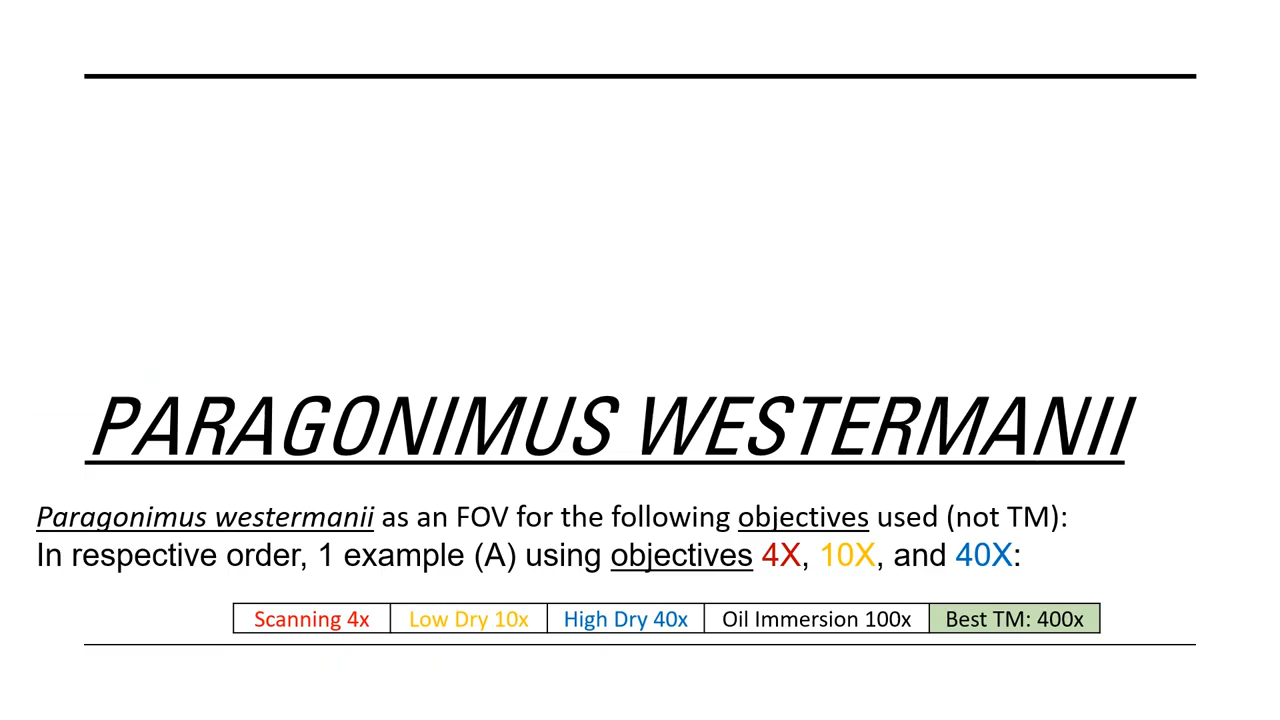 PARAGONIMUS WESTERMANII
Paragonimus westermanii as an FOV for the following objectives used (not TM):
In respective order, 1 example (A) using objectives 4X, 10X, and 40X:
Scanning 4x Low Dry 10x High Dry 40x Oil Immersion 100x Best TM: 400x